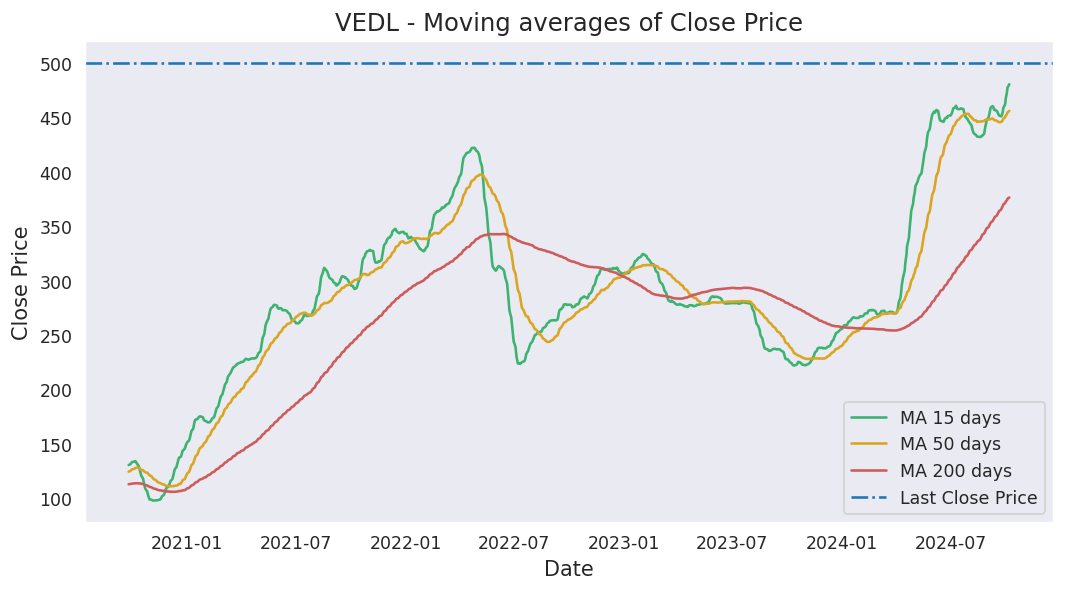 VEDL - Moving averages of Close Price
Close Price
500
450
400
350
300
250
200
150
100
2021-01
2021-07
2022-01
2022-07
2023-01
2023-07
2024-01
2024-07
Date
MA 15 days
MA 50 days
MA 200 days
Last Close Price